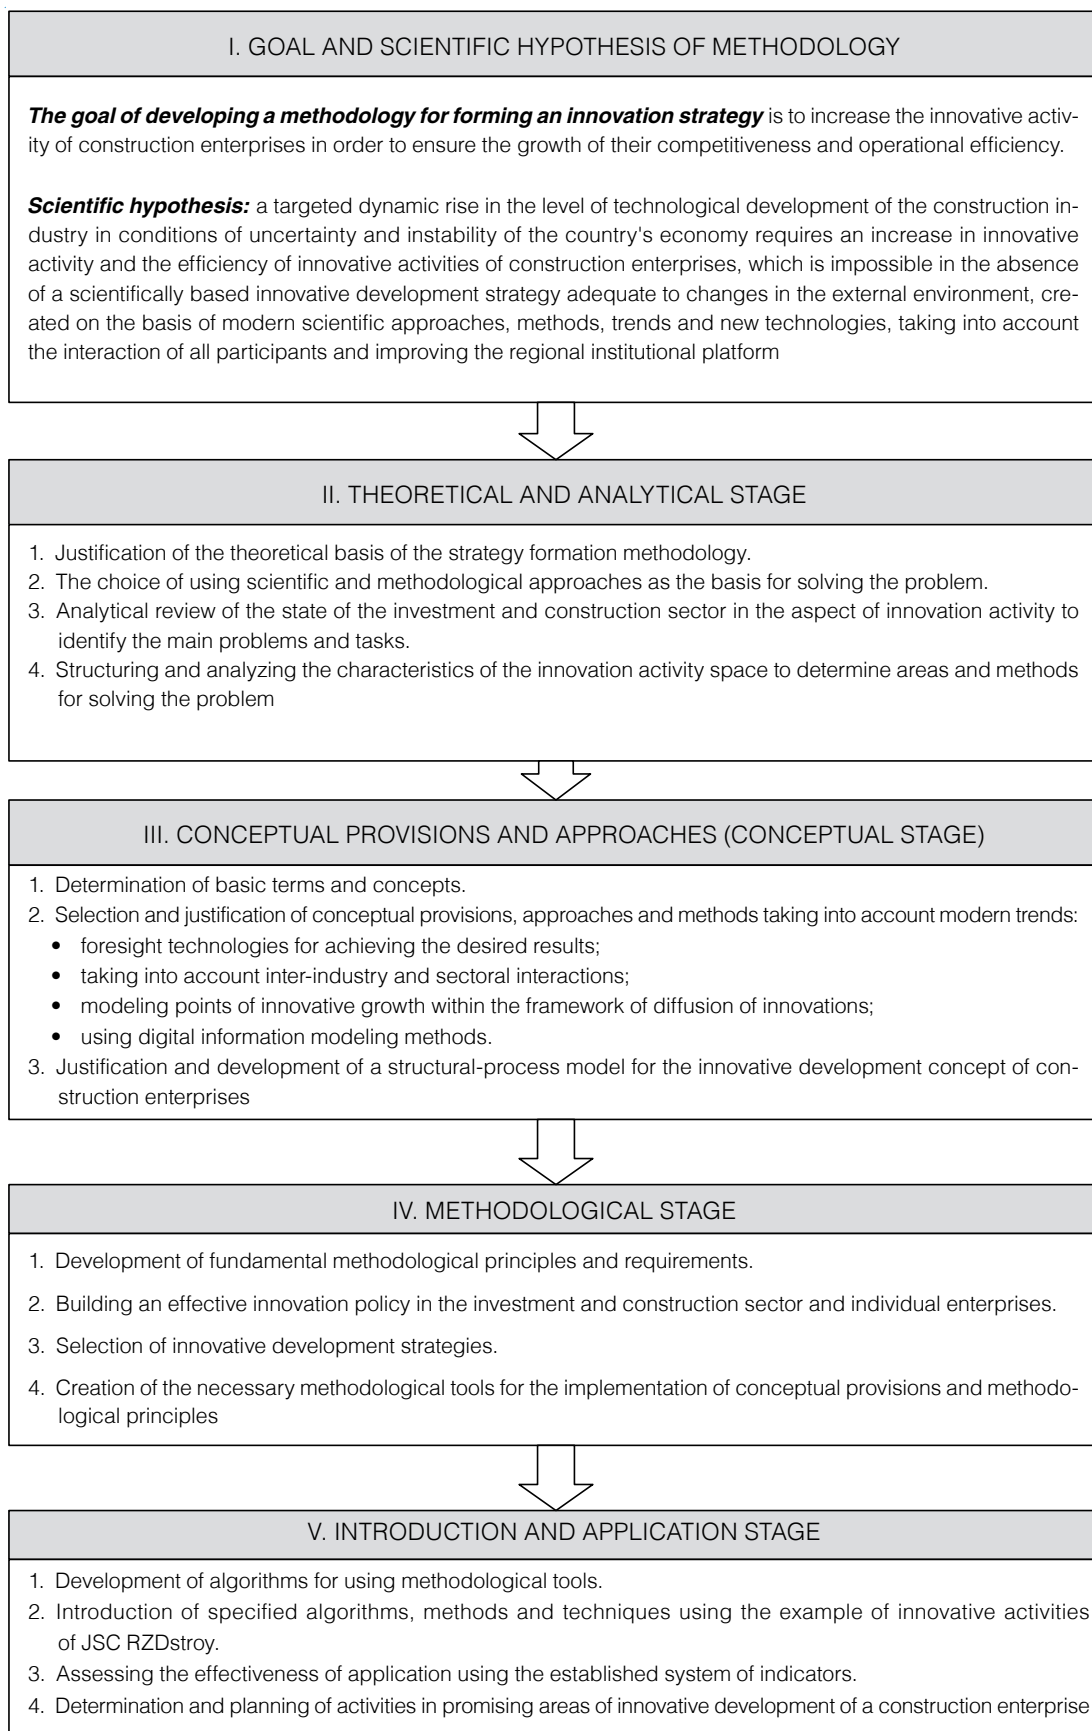 I. GOAL AND SCIENTIFIC HYPOTHESIS OF METHODOLOGY
The goal of developing a methodology for forming an innovation strategy is to increase the innovative activ-
ity of construction enterprises in order to ensure the growth of their competitiveness and operational efficiency.
Scientific hypothesis: a targeted dynamic rise in the level of technological development of the construction in-
dustry in conditions of uncertainty and instability of the country's economy requires an increase in innovative
activity and the efficiency of innovative activities of construction enterprises, which is impossible in the absence
of a scientifically based innovative development strategy adequate to changes in the external environment, cre-
ated on the basis of modern scientific approaches, methods, trends and new technologies, taking into account
the interaction of all participants and improving the regional institutional platform
II. THEORETICAL AND ANALYTICAL STAGE
1. Justification of the theoretical basis of the strategy formation methodology.
2. The choice of using scientific and methodological approaches as the basis for solving the problem.
3. Analytical review of the state of the investment and construction sector in the aspect of innovation activity to
identify the main problems and tasks.
4. Structuring and analyzing the characteristics of the innovation activity space to determine areas and methods
for solving the problem
III. CONCEPTUAL PROVISIONS AND APPROACHES (CONCEPTUAL STAGE)
1. Determination of basic terms and concepts.
2. Selection and justification of conceptual provisions, approaches and methods taking into account modern trends:
• foresight technologies for achieving the desired results;
• taking into account inter-industry and sectoral interactions;
• modeling points of innovative growth within the framework of diffusion of innovations;
• using digital information modeling methods.
3. Justification and development of a structural-process model for the innovative development concept of con-
struction enterprises
IV. METHODOLOGICAL STAGE
1. Development of fundamental methodological principles and requirements.
2. Building an effective innovation policy in the investment and construction sector and individual enterprises.
3. Selection of innovative development strategies.
4. Creation of the necessary methodological tools for the implementation of conceptual provisions and methodo-
logical principles
V. INTRODUCTION AND APPLICATION STAGE
1. Development of algorithms for using methodological tools.
2. Introduction of specified algorithms, methods and techniques using the example of innovative activities
of JSC RZDstroy.
3. Assessing the effectiveness of application using the established system of indicators.
4. Determination and planning of activities in promising areas of innovative development of a construction enterprise